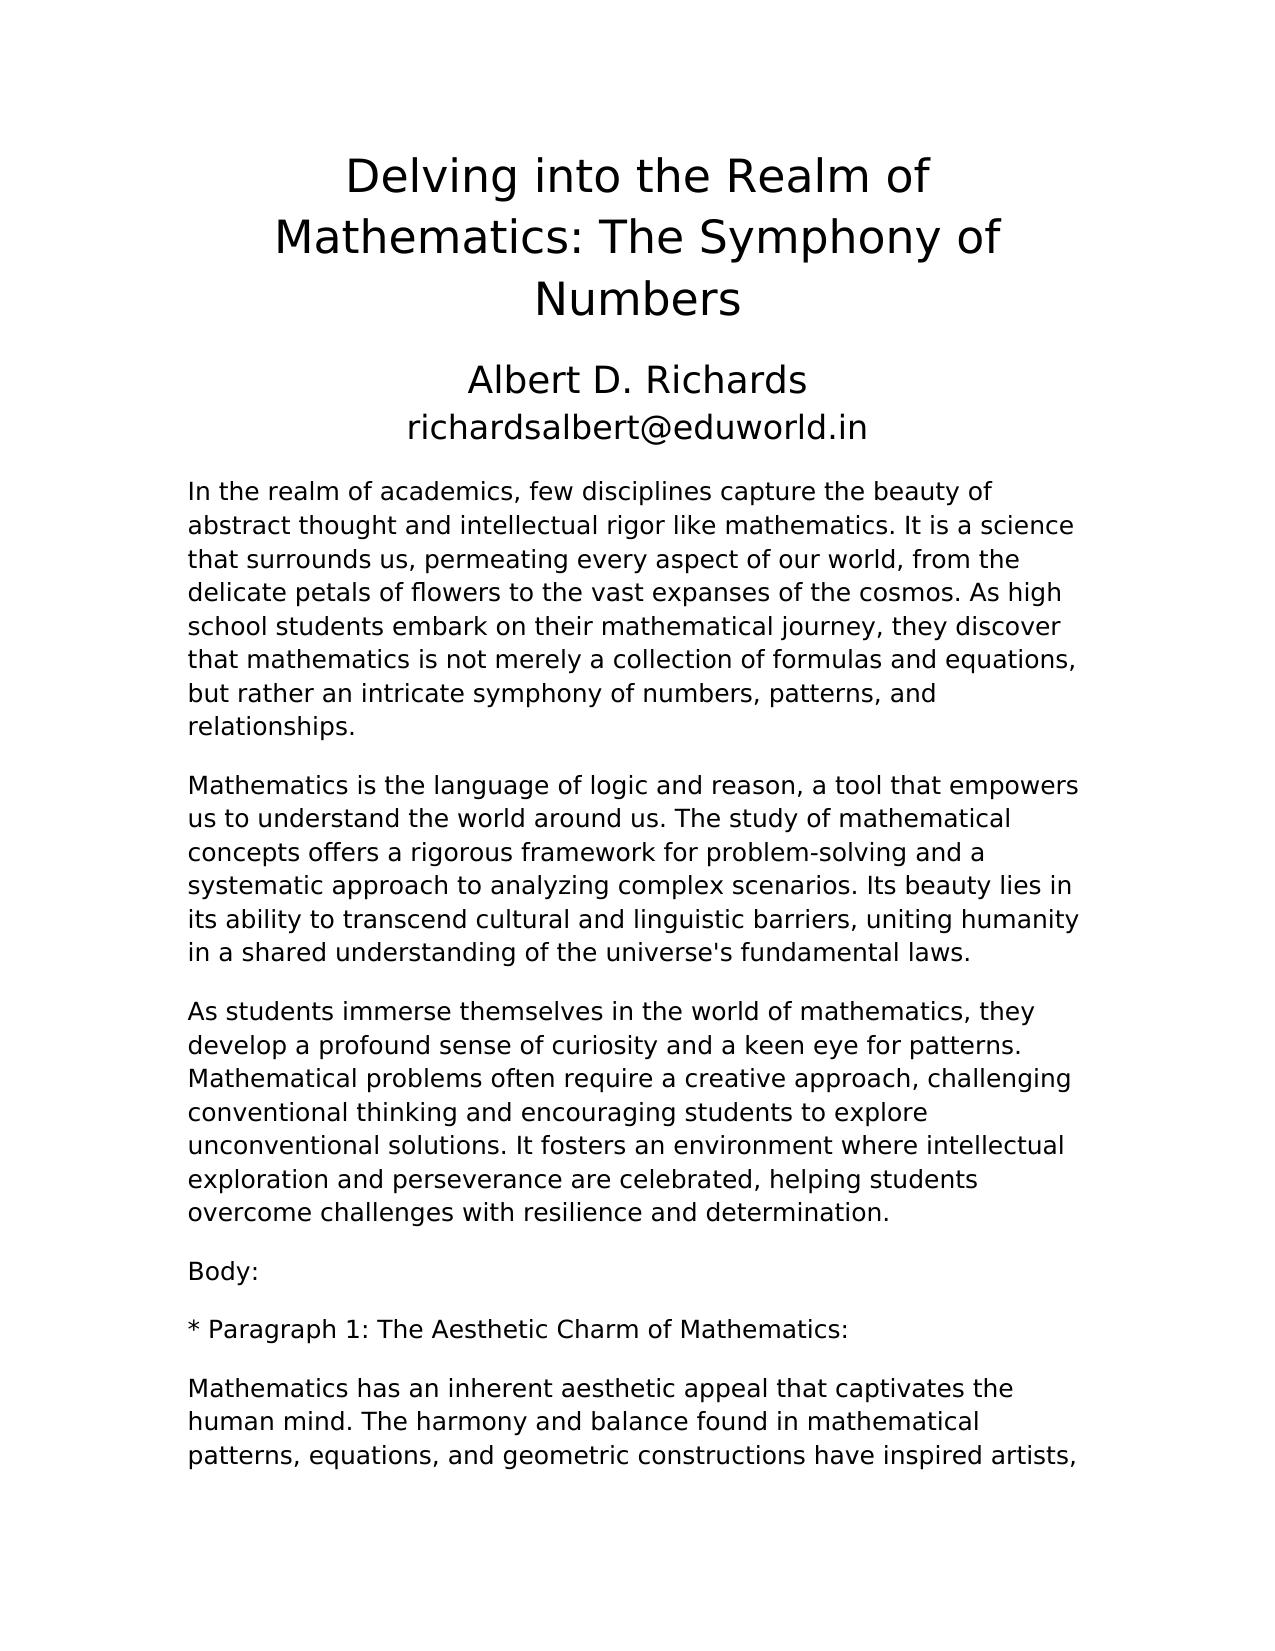 Delving into the Realm of
Mathematics: The Symphony of
Numbers
Albert D. Richards
richardsalbert@eduworld.in
In the realm of academics, few disciplines capture the beauty of
abstract thought and intellectual rigor like mathematics. It is a science
that surrounds us, permeating every aspect of our world, from the
delicate petals of flowers to the vast expanses of the cosmos. As high
school students embark on their mathematical journey, they discover
that mathematics is not merely a collection of formulas and equations,
but rather an intricate symphony of numbers, patterns, and
relationships.
Mathematics is the language of logic and reason, a tool that empowers
us to understand the world around us. The study of mathematical
concepts offers a rigorous framework for problem-solving and a
systematic approach to analyzing complex scenarios. Its beauty lies in
its ability to transcend cultural and linguistic barriers, uniting humanity
in a shared understanding of the universe's fundamental laws.
As students immerse themselves in the world of mathematics, they
develop a profound sense of curiosity and a keen eye for patterns.
Mathematical problems often require a creative approach, challenging
conventional thinking and encouraging students to explore
unconventional solutions. It fosters an environment where intellectual
exploration and perseverance are celebrated, helping students
overcome challenges with resilience and determination.
Body:
* Paragraph 1: The Aesthetic Charm of Mathematics:
Mathematics has an inherent aesthetic appeal that captivates the
human mind. The harmony and balance found in mathematical
patterns, equations, and geometric constructions have inspired artists,